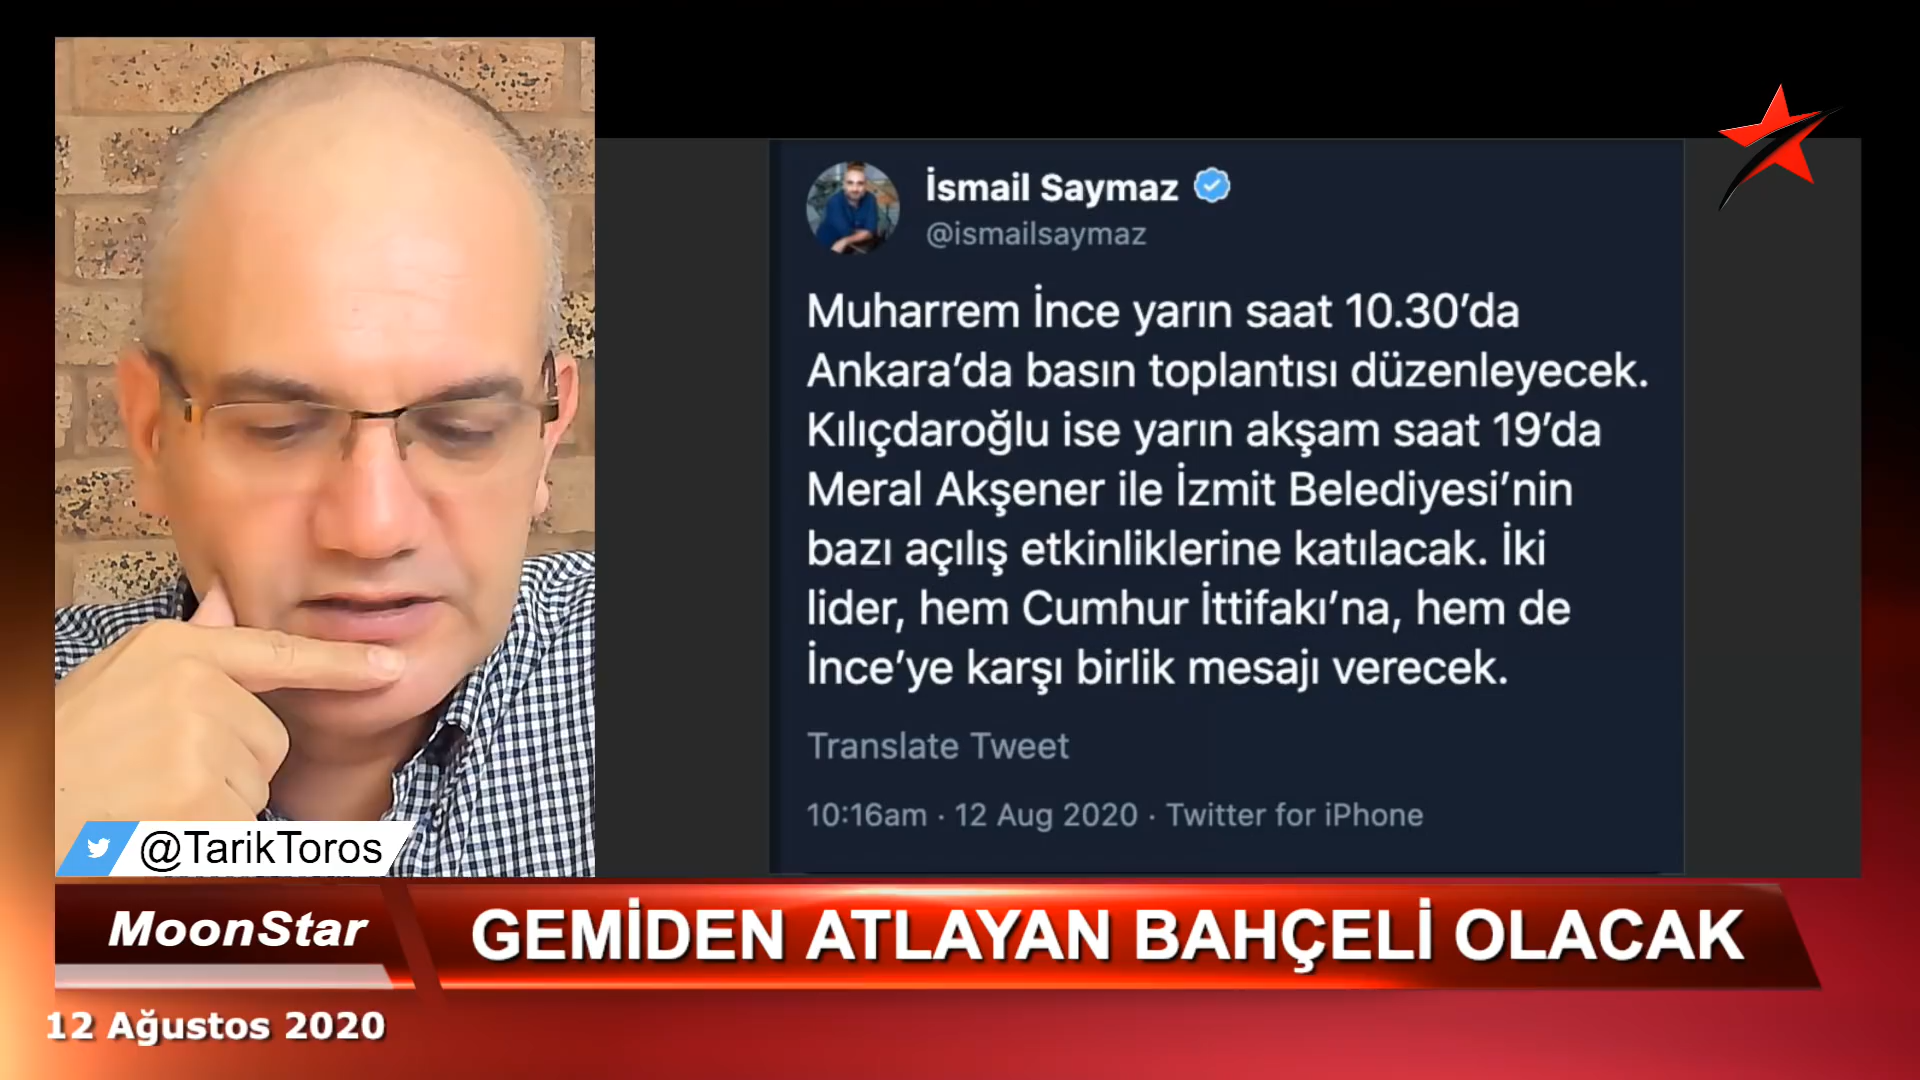 İsmail Saymaz
@ismailsaymaz
Muharrem İnce yarın saat 10.30’da
Ankara’da basın toplantısı düzenleyecek.
Kılıçdaroğlu ise yarın akşam saat 19’da
Meral Akşener ile İzmit Belediyesi’nin
bazı açılış etkinliklerine katılacak. İki
lider, hem Cumhur İttifakı’na, hem de
İnce’ye karşı birlik mesajı verecek.
Translate Tweet
10:16am · 12 Aug 2020 · Twitter for iPhone
@TarikToros
MoonStar
GEMİDEN ATLAYAN BAHÇELİ OLACAK
12 Ağustos 2020